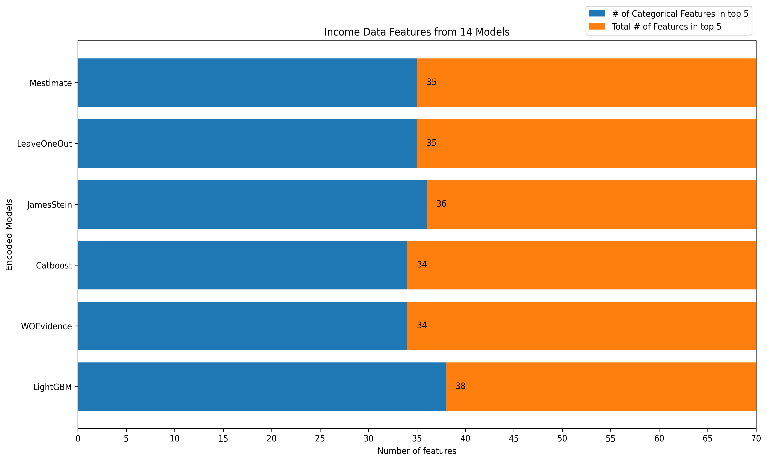 # of Categorical Features in top 5
Total # of Features in top 5
Income Data Features from 14 Models
Encoded Models
Mestimate
35
LeaveOneOut
35
JamesStein
36
Catboost
34
WOEvidence
34
LightGBM
38
0 5 10 15 20 25 30 35 40 45 50 55 60 65 70
Number of features